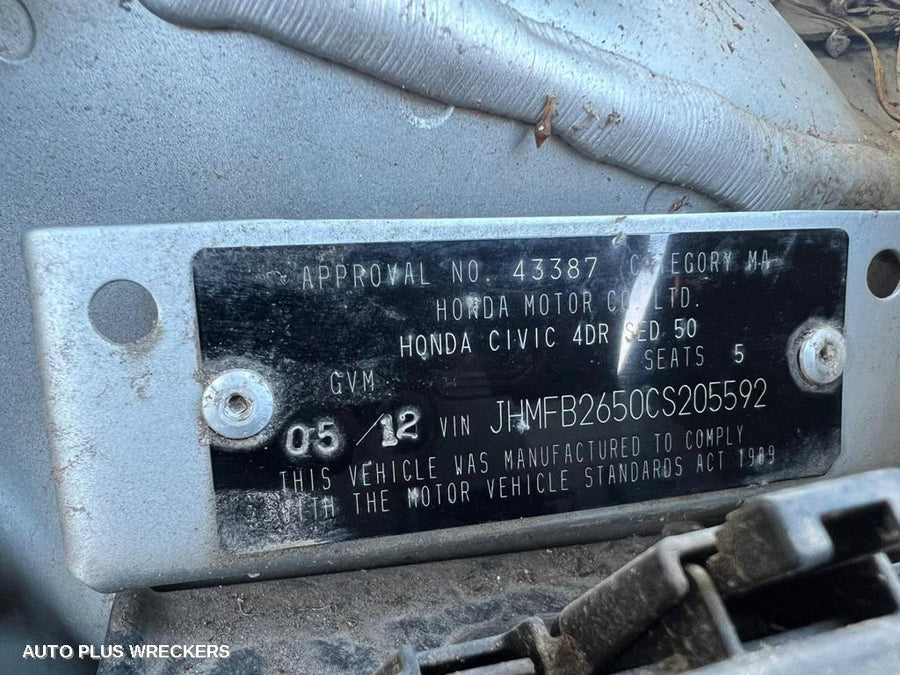 APPROVAL NO. 43387 CATEGORY MA
HONDA MOTOR CO. LTD.
HONDA CIVIC 4DR SED 50
SEATS 5
GVM
05/12 VIN JHMFB2650CS205592
THIS VEHICLE WAS MANUFACTURED TO COMPLY
WITH THE MOTOR VEHICLE STANDARDS ACT 1989
AUTO PLUS WRECKERS